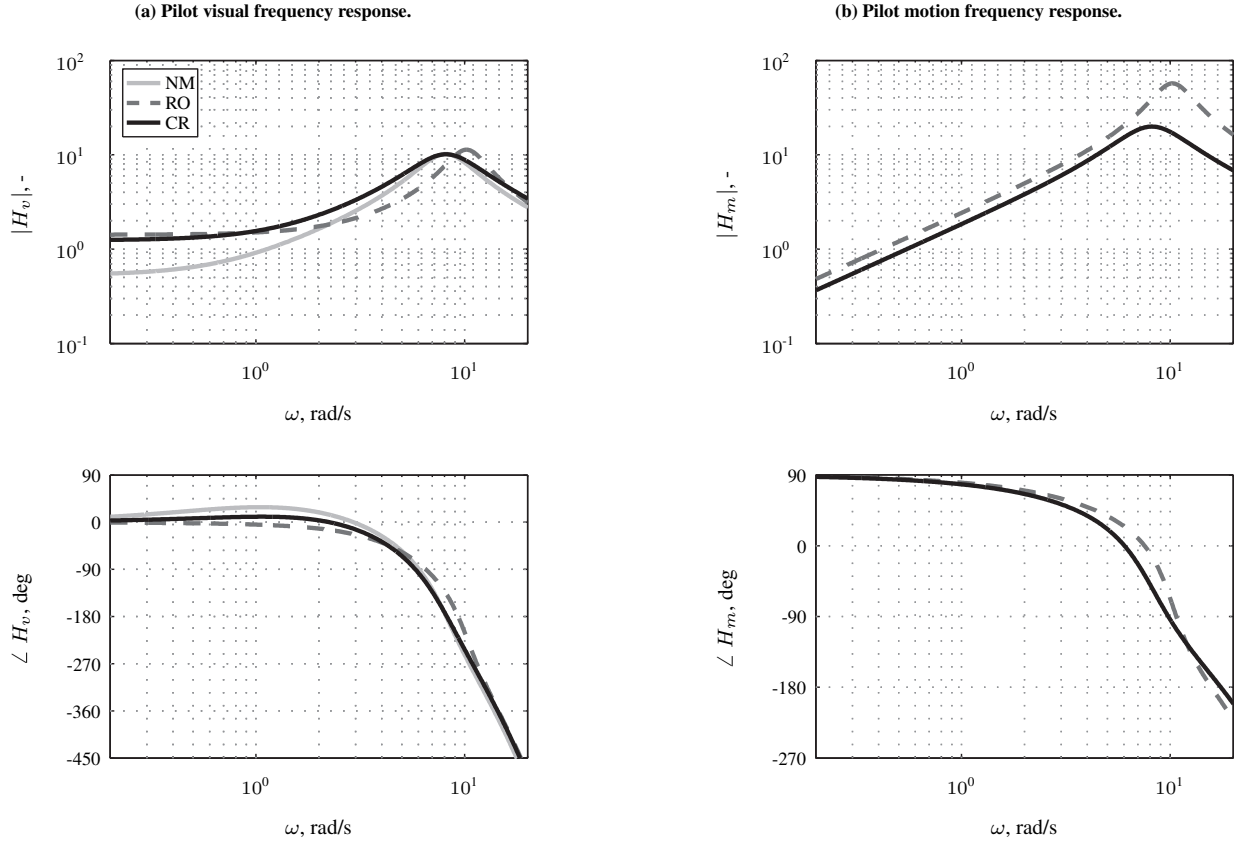 (a) Pilot visual frequency response.
10²
10¹
10⁰
10⁻¹
|H_v|, -
NM
RO
CR
10⁰ 10¹
ω, rad/s
90
0
-90
-180
-270
-360
-450
∠ H_v, deg
10⁰ 10¹
ω, rad/s
(b) Pilot motion frequency response.
10²
10¹
10⁰
10⁻¹
|H_m|, -
10⁰ 10¹
ω, rad/s
90
0
-90
-180
-270
∠ H_m, deg
10⁰ 10¹
ω, rad/s